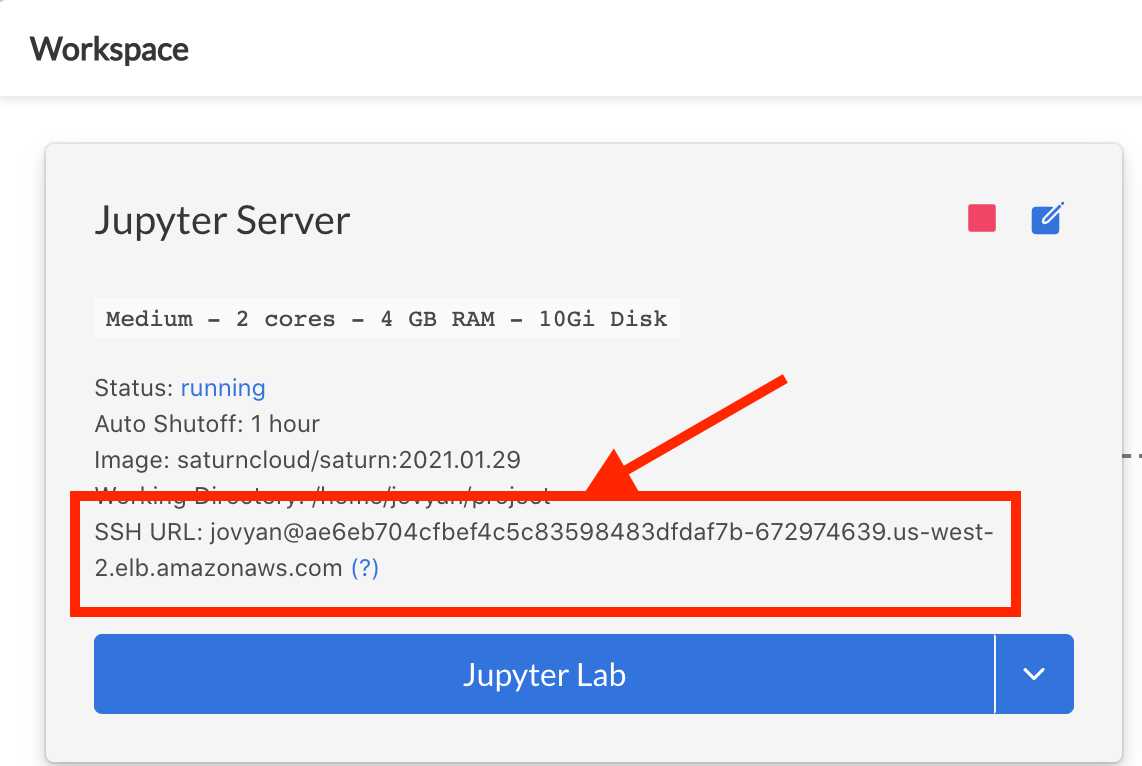 Workspace
Jupyter Server
Medium - 2 cores - 4 GB RAM - 10Gi Disk
Status: running
Auto Shutoff: 1 hour
Image: saturncloud/saturn:2021.01.29
Working Directory: /home/jovyan/project
SSH URL: jovyan@ae6eb704cfbef4c5c83598483dfdaf7b-672974639.us-west-
2.elb.amazonaws.com (?)
Jupyter Lab